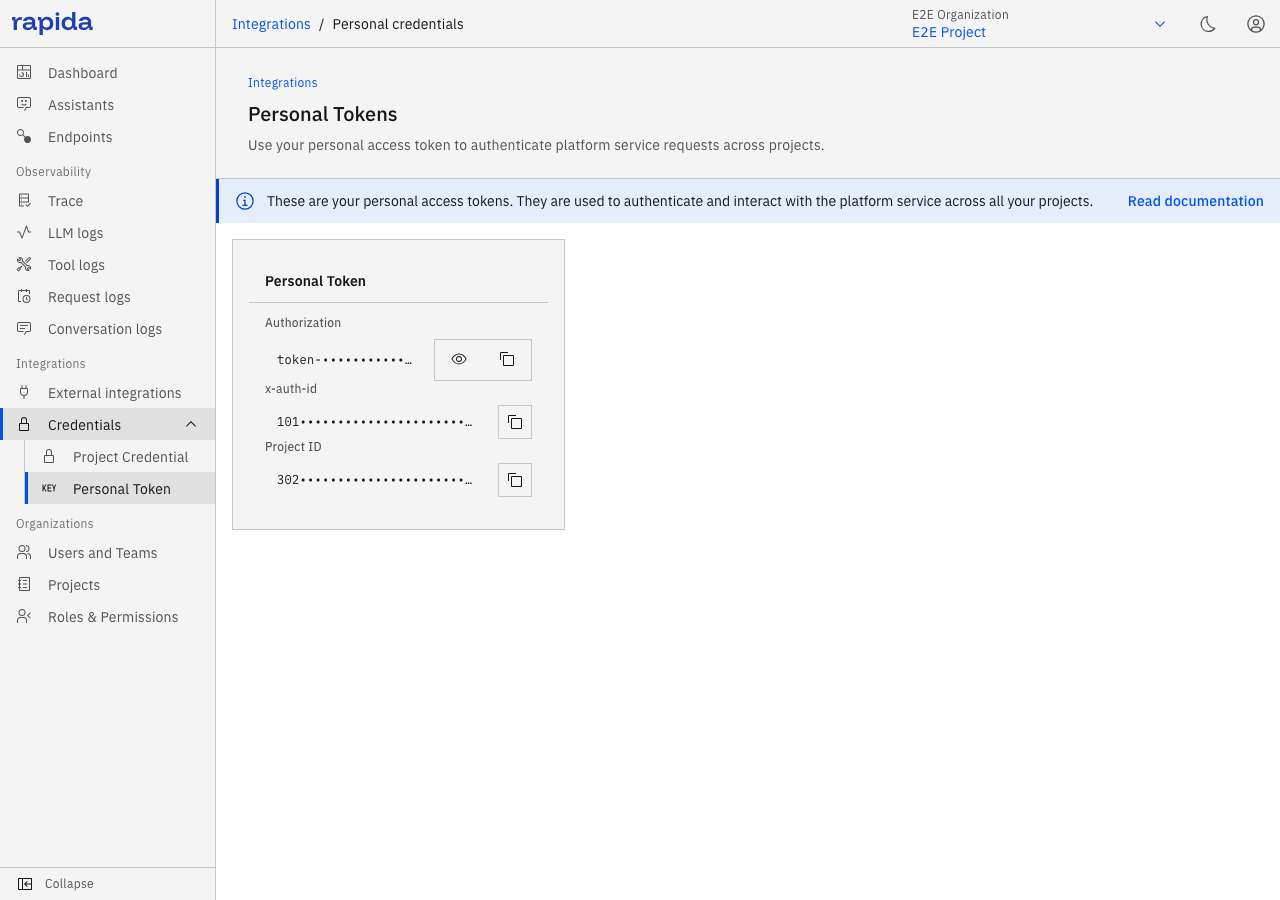 rapida
Integrations / Personal credentials
E2E Organization
E2E Project
Dashboard
Assistants
Endpoints
Observability
Trace
LLM logs
Tool logs
Request logs
Conversation logs
Integrations
External integrations
Credentials
Project Credential
KEY Personal Token
Organizations
Users and Teams
Projects
Roles & Permissions
Collapse
Integrations
Personal Tokens
Use your personal access token to authenticate platform service requests across projects.
These are your personal access tokens. They are used to authenticate and interact with the platform service across all your projects. Read documentation
Personal Token
Authorization
token-•••••••••••…
x-auth-id
101••••••••••••••••••••••…
Project ID
302••••••••••••••••••••••…